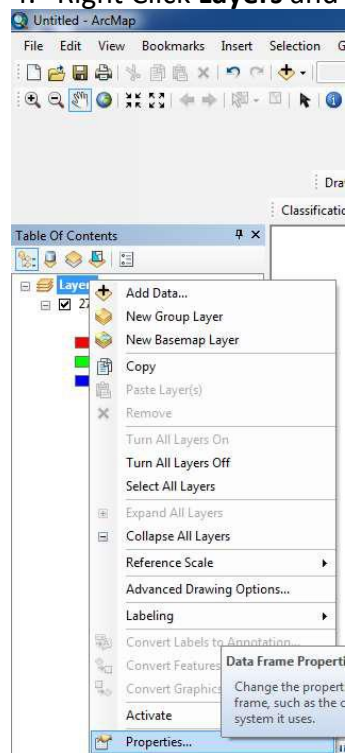 Right Click Layers and
Untitled - ArcMap
File Edit View Bookmarks Insert Selection G
Dra
Classificatio
Table Of Contents
Layer
27
Add Data...
New Group Layer
New Basemap Layer
Copy
Paste Layer(s)
Remove
Turn All Layers On
Turn All Layers Off
Select All Layers
Expand All Layers
Collapse All Layers
Reference Scale
Advanced Drawing Options...
Labeling
Convert Labels to Annotation...
Convert Features
Data Frame Properti
Convert Graphics
Change the propert
frame, such as the c
system it uses.
Activate
Properties...